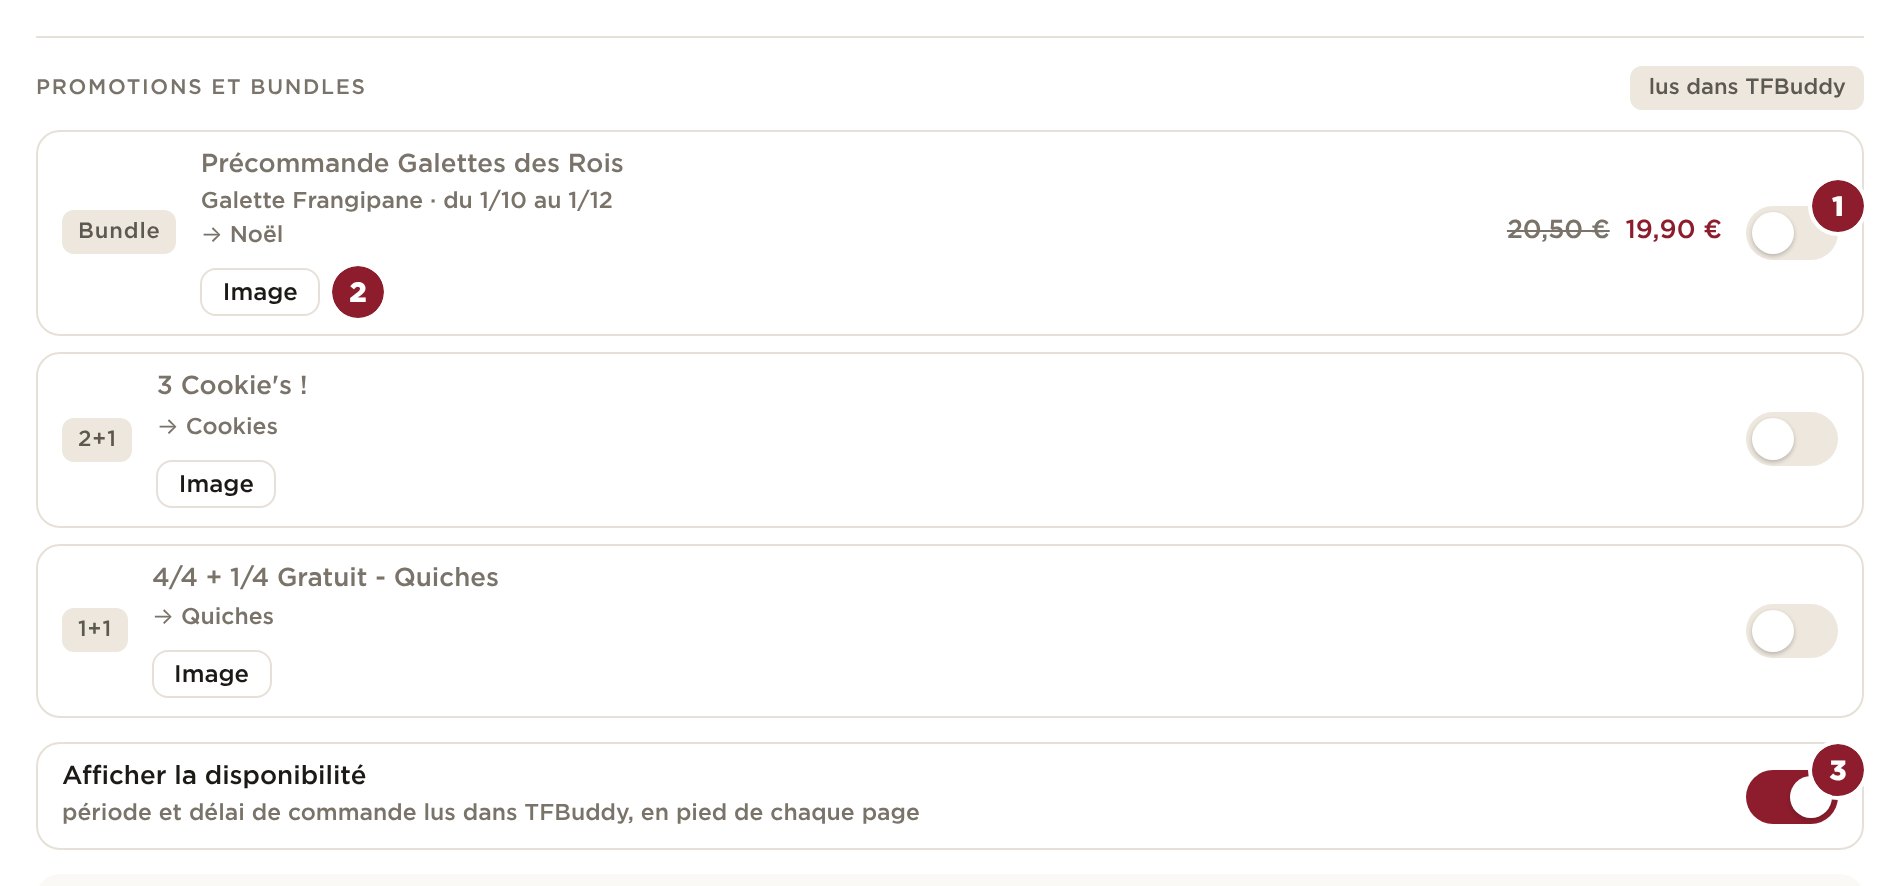 PROMOTIONS ET BUNDLES
lus dans TFBuddy
Bundle
Précommande Galettes des Rois
Galette Frangipane · du 1/10 au 1/12
→ Noël
Image
2
20,50 € 19,90 €
1
2+1
3 Cookie's !
→ Cookies
Image
1+1
4/4 + 1/4 Gratuit - Quiches
→ Quiches
Image
Afficher la disponibilité
période et délai de commande lus dans TFBuddy, en pied de chaque page
3